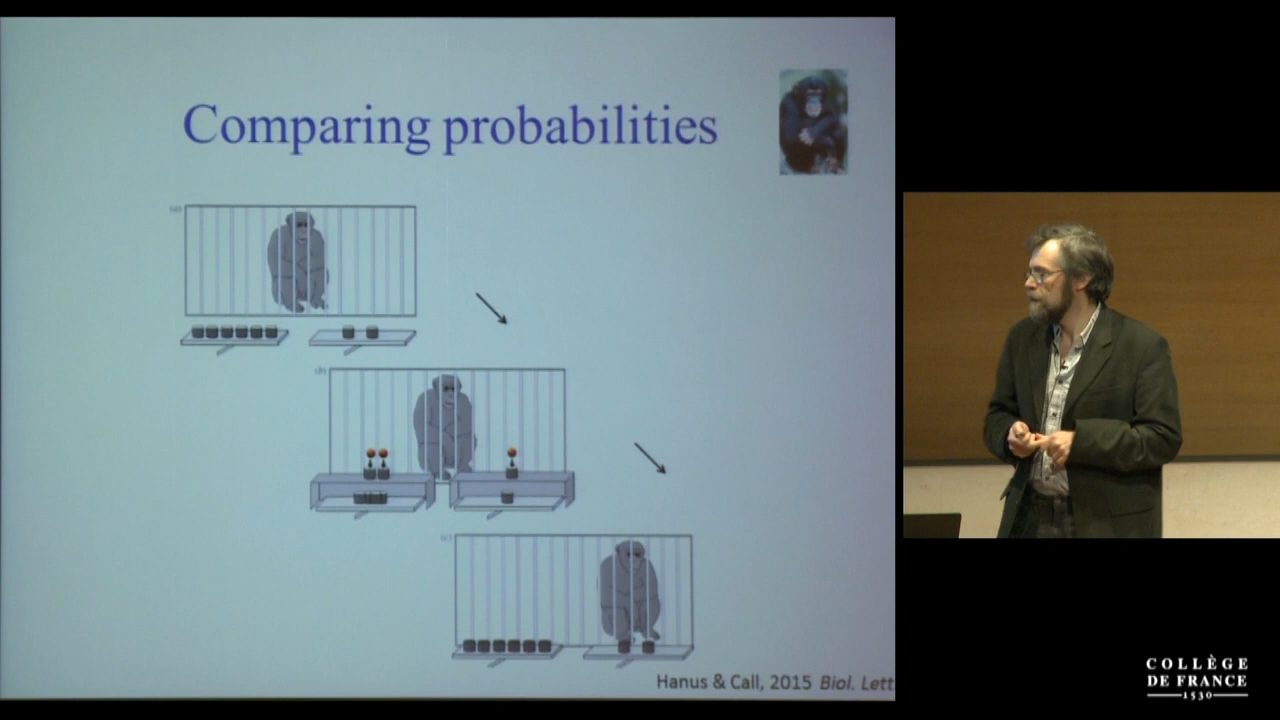 Comparing probabilities
(a)
(b)
(c)
Hanus & Call, 2015 Biol. Lett
COLLÈGE
DE FRANCE
1530